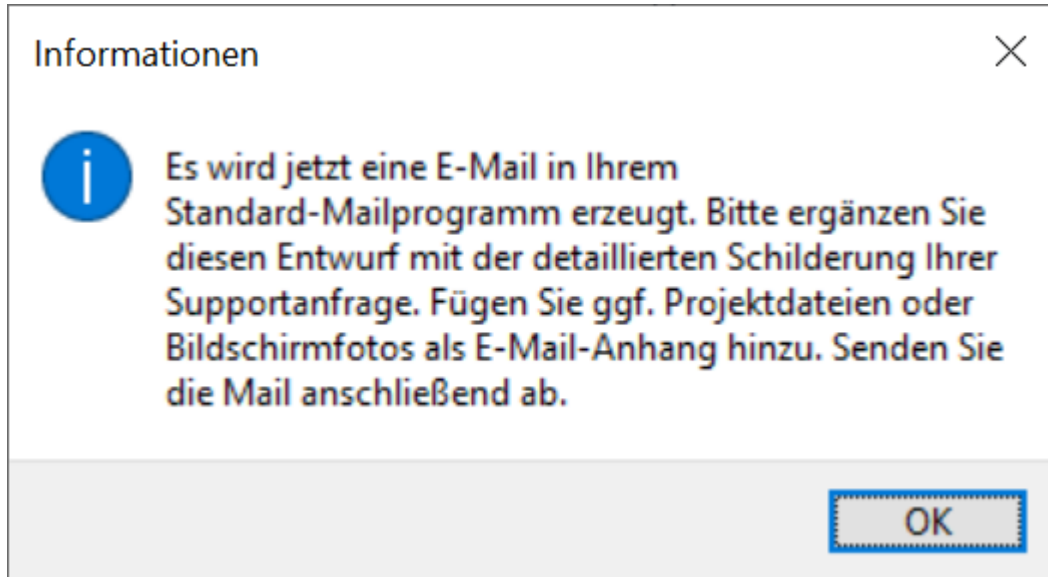 Informationen
Es wird jetzt eine E-Mail in Ihrem
Standard-Mailprogramm erzeugt. Bitte ergänzen Sie
diesen Entwurf mit der detaillierten Schilderung Ihrer
Supportanfrage. Fügen Sie ggf. Projektdateien oder
Bildschirmfotos als E-Mail-Anhang hinzu. Senden Sie
die Mail anschließend ab.
OK